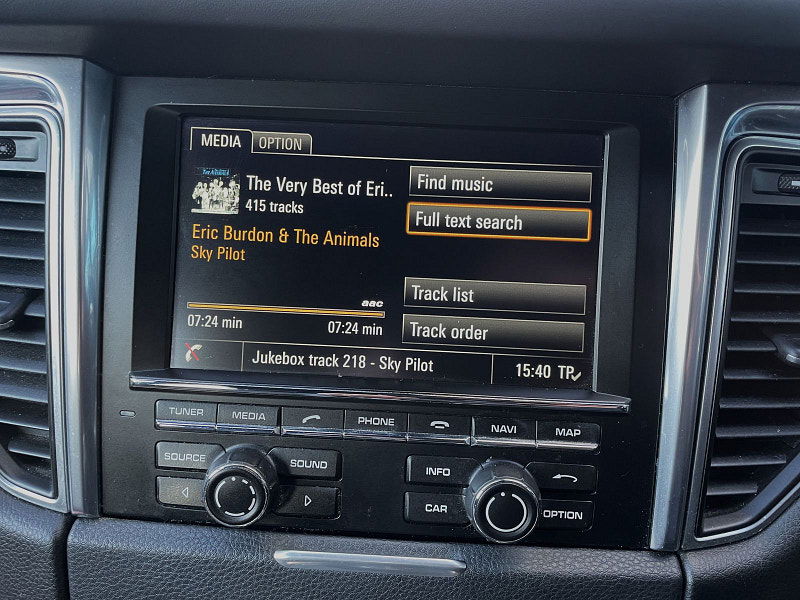 MEDIA
OPTION
The Very Best of Eri..
415 tracks
Eric Burdon & The Animals
Sky Pilot
aac
07:24 min
07:24 min
Find music
Full text search
Track list
Track order
Jukebox track 218 - Sky Pilot
15:40 TP
TUNER
MEDIA
PHONE
NAVI
MAP
SOURCE
SOUND
INFO
CAR
OPTION